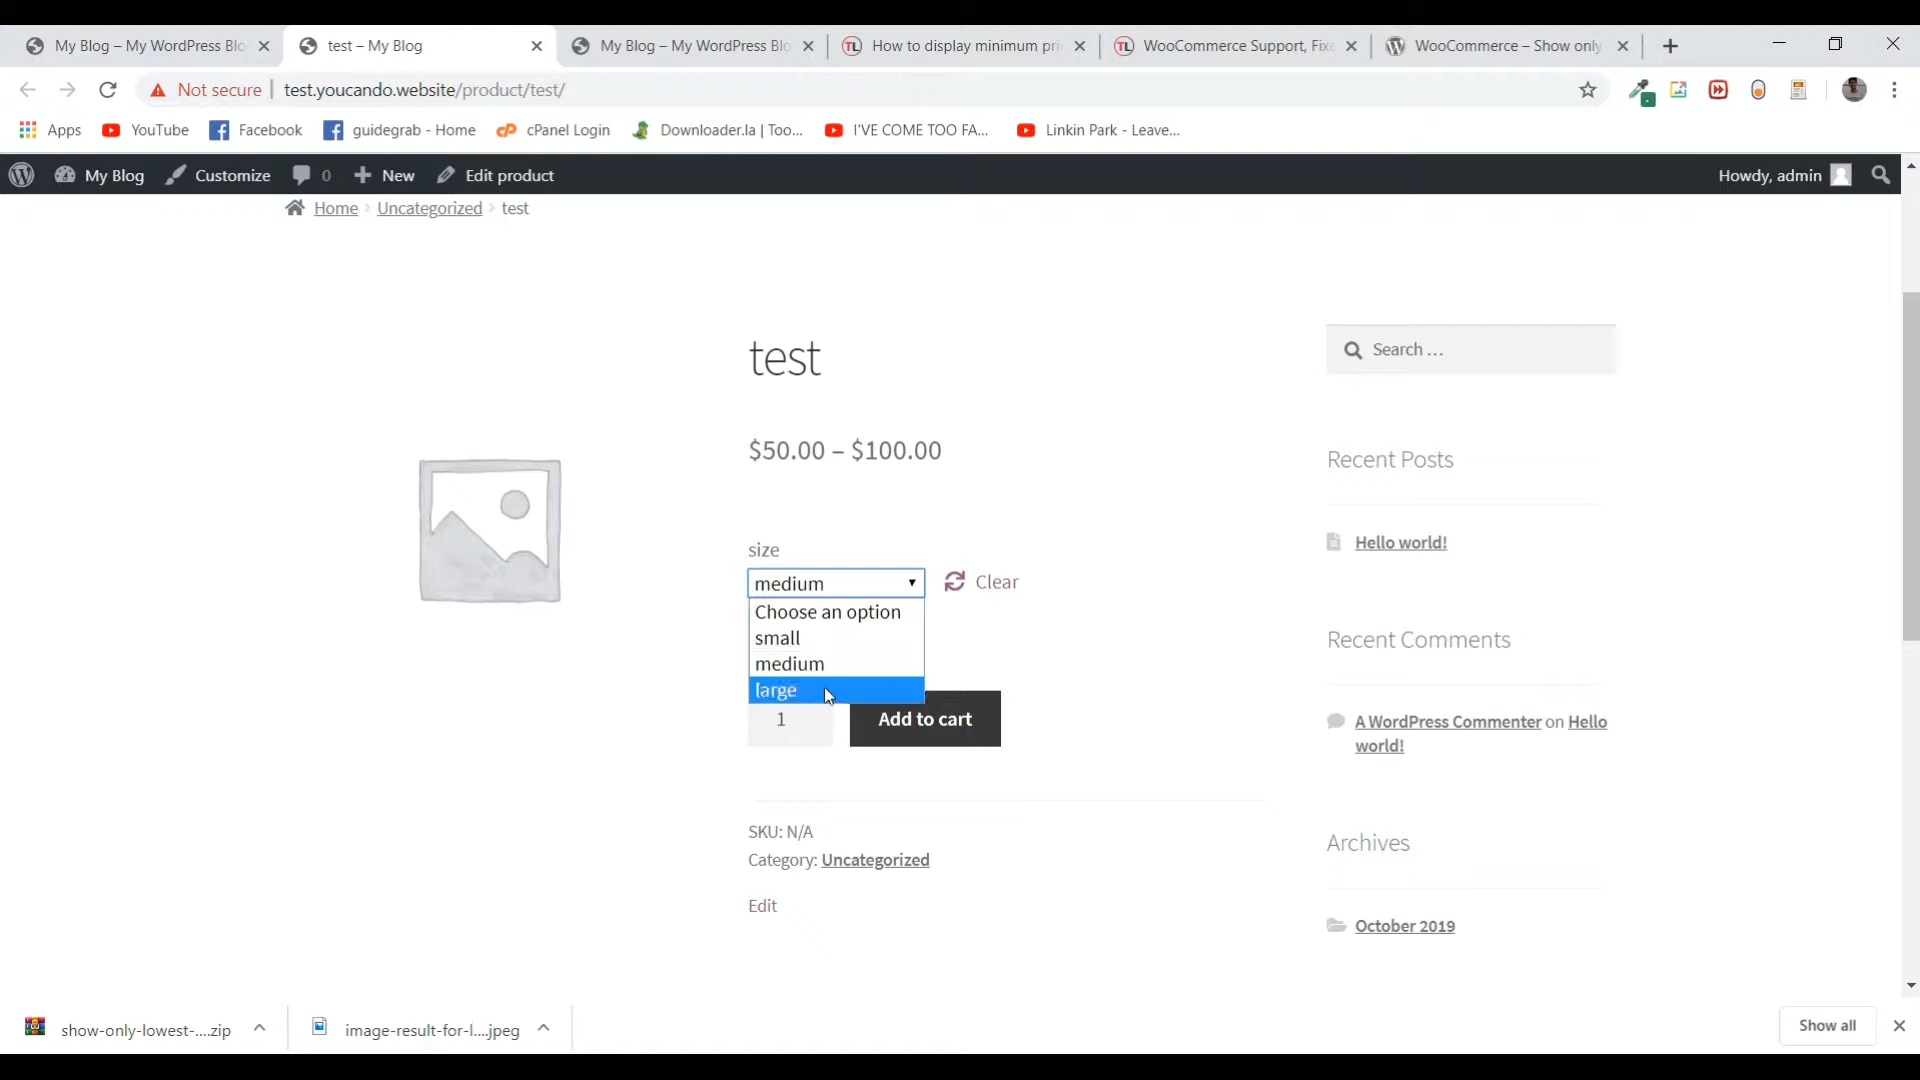 My Blog – My WordPress Blo
test – My Blog
My Blog – My WordPress Blo
TL How to display minimum pri
TL WooCommerce Support, Fixe
WooCommerce – Show only
Not secure | test.youcando.website/product/test/
Apps YouTube Facebook guidegrab - Home cP cPanel Login Downloader.la | Too... I'VE COME TOO FA... Linkin Park - Leave...
My Blog Customize 0 New Edit product Howdy, admin
Home › Uncategorized › test
test
Search …
$50.00 – $100.00
Recent Posts
Hello world!
size
medium
Clear
Choose an option
small
medium
large
1
Add to cart
Recent Comments
A WordPress Commenter on Hello
world!
SKU: N/A
Category: Uncategorized
Edit
Archives
October 2019
show-only-lowest-....zip
image-result-for-l....jpeg
Show all